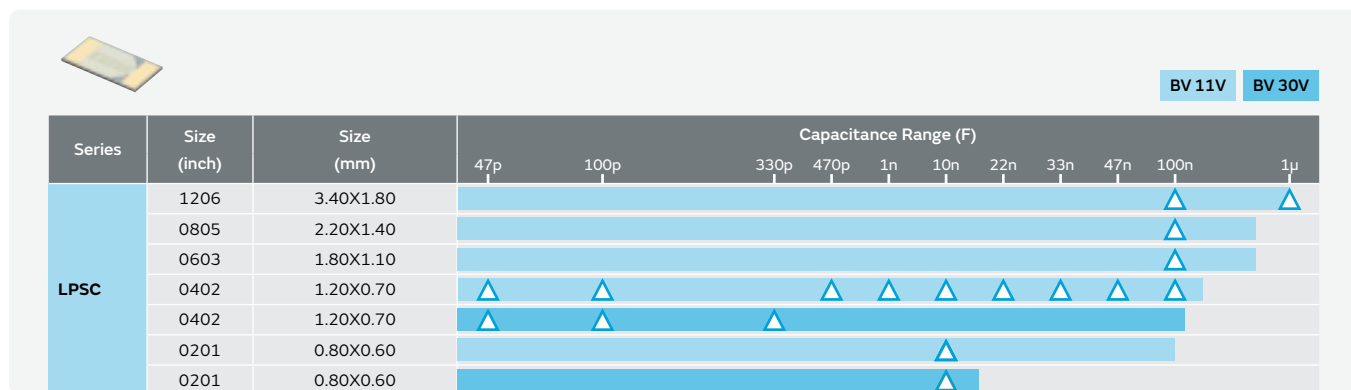 BV 11V BV 30V
Series Size (inch) Size (mm) Capacitance Range (F)
47p 100p 330p 470p 1n 10n 22n 33n 47n 100n 1µ
LPSC
1206 3.40X1.80
0805 2.20X1.40
0603 1.80X1.10
0402 1.20X0.70
0402 1.20X0.70
0201 0.80X0.60
0201 0.80X0.60